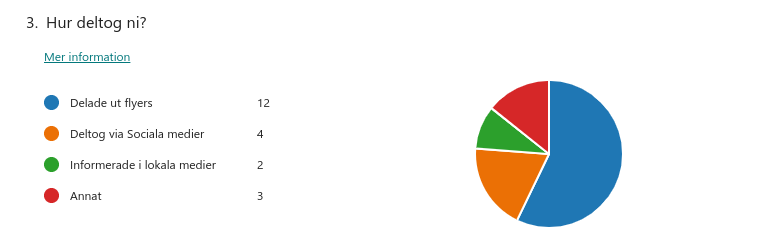 3. Hur deltog ni?
Mer information
Delade ut flyers 12
Deltog via Sociala medier 4
Informerade i lokala medier 2
Annat 3